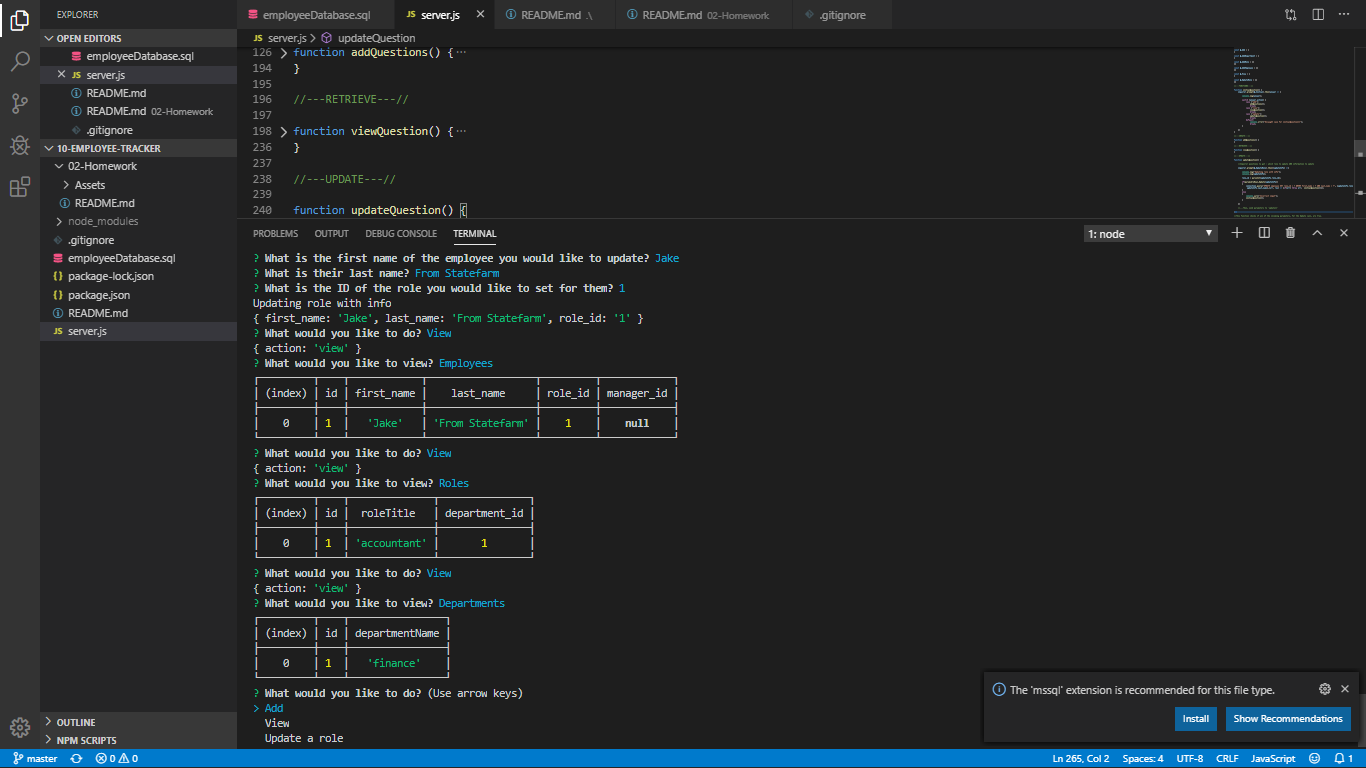 EXPLORER
OPEN EDITORS
employeeDatabase.sql
JS server.js
README.md
README.md 02-Homework
.gitignore
10-EMPLOYEE-TRACKER
02-Homework
Assets
README.md
node_modules
.gitignore
employeeDatabase.sql
{} package-lock.json
{} package.json
README.md
JS server.js
OUTLINE
NPM SCRIPTS
employeeDatabase.sql
JS server.js
README.md .\
README.md 02-Homework
.gitignore
JS server.js > updateQuestion
126 function addQuestions() {···
194 }
195
196 //---RETRIEVE---//
197
198 function viewQuestion() {···
236 }
237
238 //---UPDATE---//
239
240 function updateQuestion() {
PROBLEMS OUTPUT DEBUG CONSOLE TERMINAL
1: node
? What is the first name of the employee you would like to update? Jake
? What is their last name? From Statefarm
? What is the ID of the role you would like to set for them? 1
Updating role with info
{ first_name: 'Jake', last_name: 'From Statefarm', role_id: '1' }
? What would you like to do? View
{ action: 'view' }
? What would you like to view? Employees
(index) id first_name last_name role_id manager_id
0 1 'Jake' 'From Statefarm' 1 null
? What would you like to do? View
{ action: 'view' }
? What would you like to view? Roles
(index) id roleTitle department_id
0 1 'accountant' 1
? What would you like to do? View
{ action: 'view' }
? What would you like to view? Departments
(index) id departmentName
0 1 'finance'
? What would you like to do? (Use arrow keys)
> Add
View
Update a role
The 'mssql' extension is recommended for this file type.
Install
Show Recommendations
master 0 0
Ln 265, Col 2 Spaces: 4 UTF-8 CRLF JavaScript 1